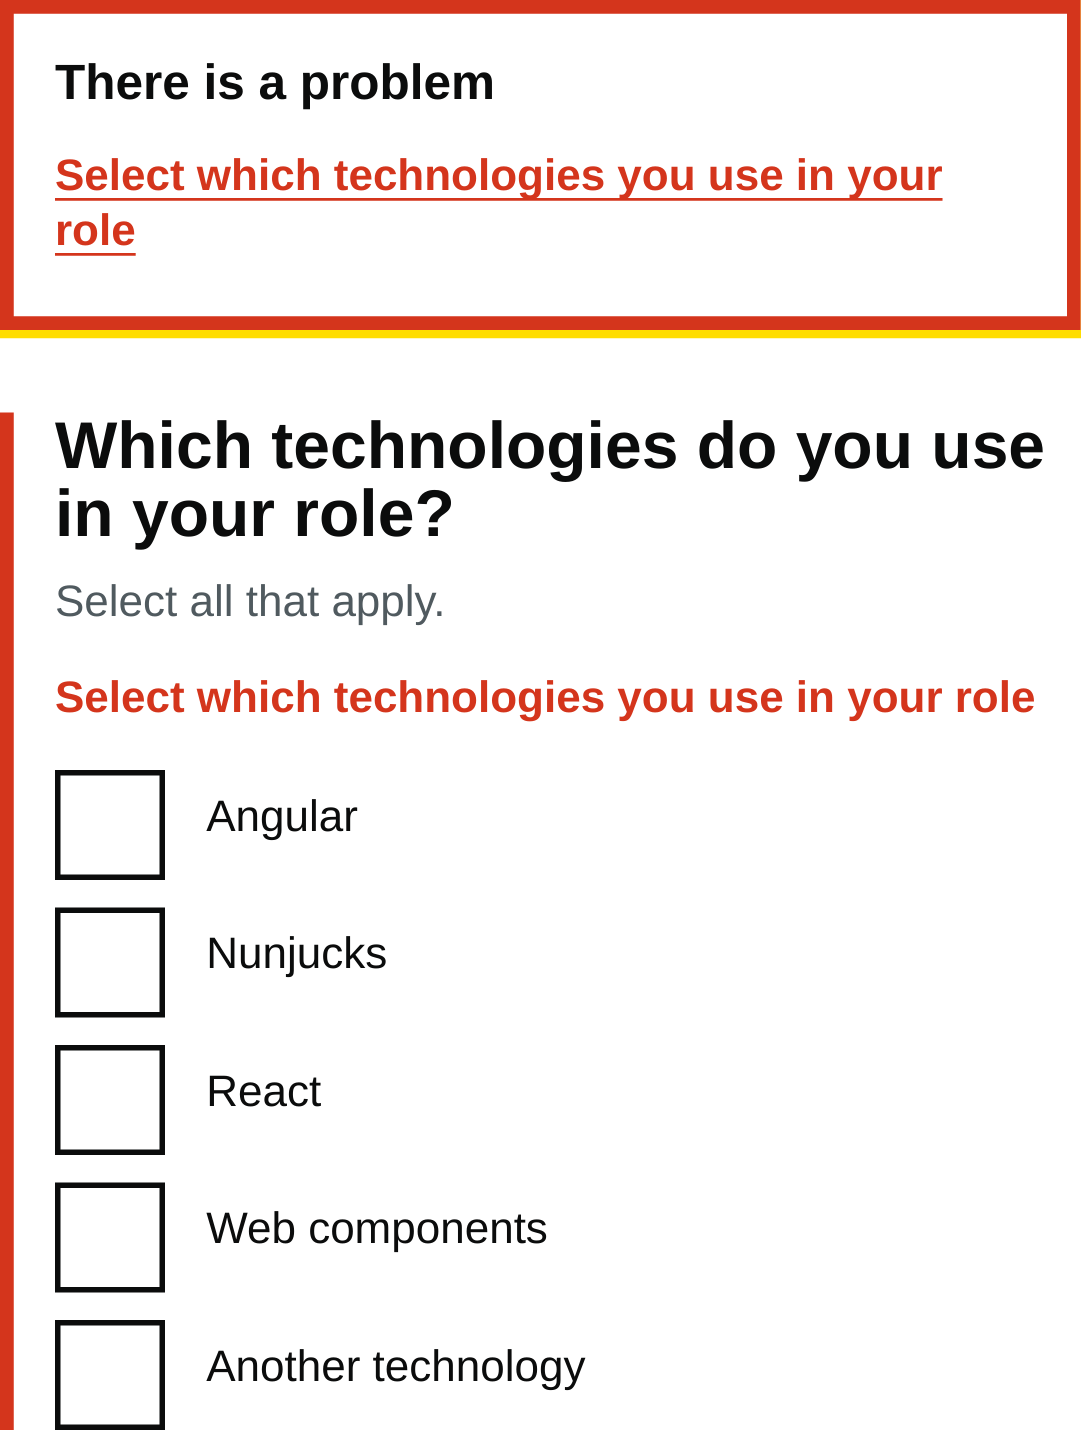 There is a problem
Select which technologies you use in your
role
Which technologies do you use
in your role?
Select all that apply.
Select which technologies you use in your role
Angular
Nunjucks
React
Web components
Another technology